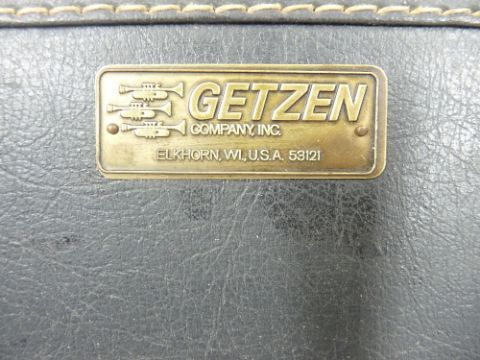 GETZEN
COMPANY, INC.
ELKHORN, WI., U.S.A. 53121